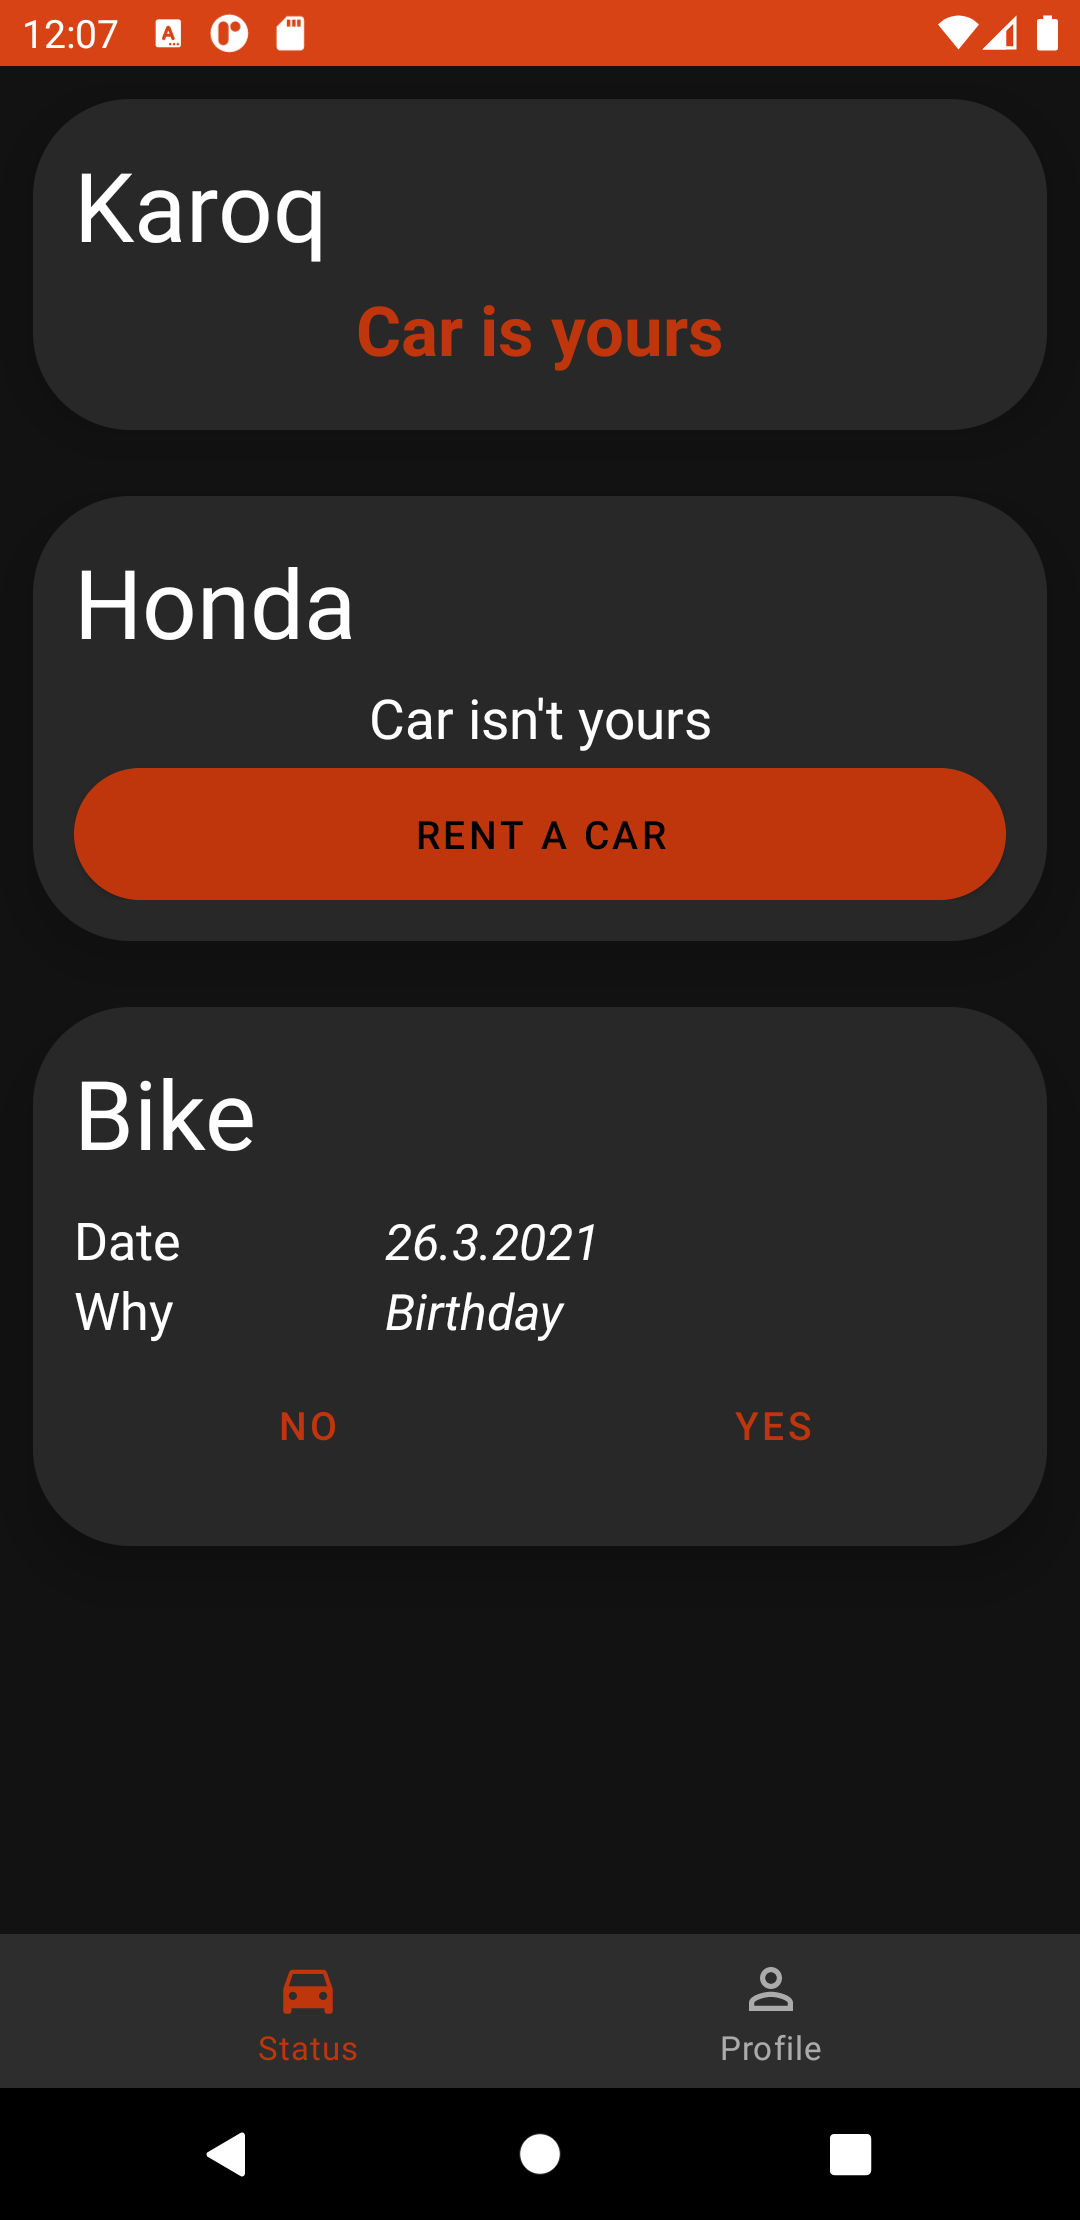 12:07
Karoq
Car is yours
Honda
Car isn't yours
RENT A CAR
Bike
Date 26.3.2021
Why Birthday
NO YES
Status Profile